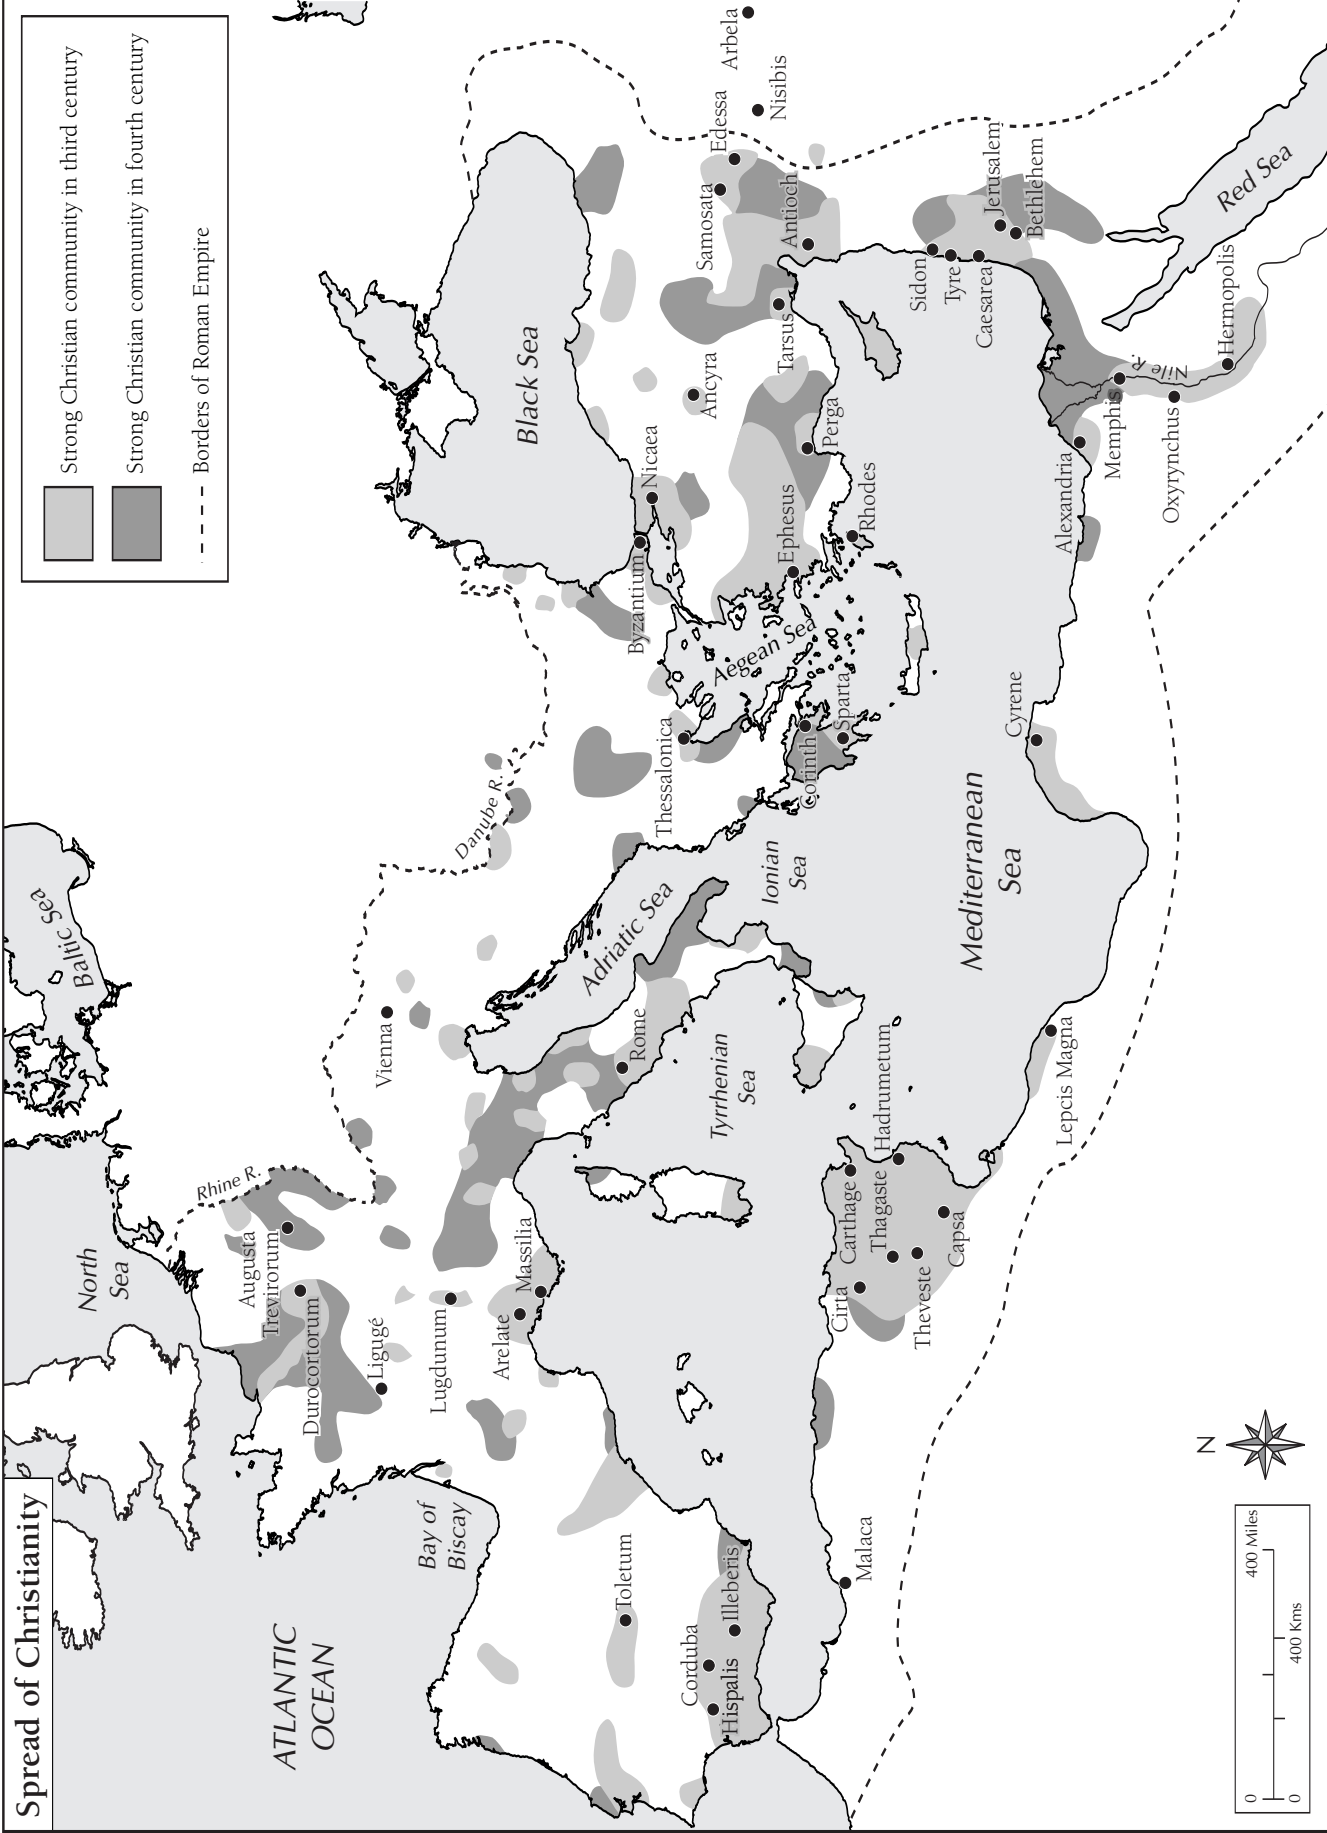 Spread of Christianity
Strong Christian community in third century
Strong Christian community in fourth century
Borders of Roman Empire
North
Sea
Baltic Sea
ATLANTIC
OCEAN
Bay of
Biscay
Rhine R.
Augusta
Trevirorum
Durocortorum
Ligugé
Lugdunum
Arelate
Massilia
Vienna
Danube R.
Black Sea
Adriatic Sea
Rome
Tyrrhenian
Sea
Ionian
Sea
Thessalonica
Corinth
Sparta
Aegean Sea
Byzantium
Nicaea
Ancyra
Ephesus
Perga
Rhodes
Tarsus
Samosata
Edessa
Arbela
Nisibis
Antioch
Sidon
Tyre
Caesarea
Jerusalem
Bethlehem
Red Sea
Nile R.
Alexandria
Memphis
Oxyrynchus
Hermopolis
Cyrene
Mediterranean
Sea
Lepcis Magna
Hadrumetum
Carthage
Thagaste
Cirta
Theveste
Capsa
Toletum
Corduba
Hispalis
Illeberis
Malaca
N
0
400 Miles
0
400 Kms